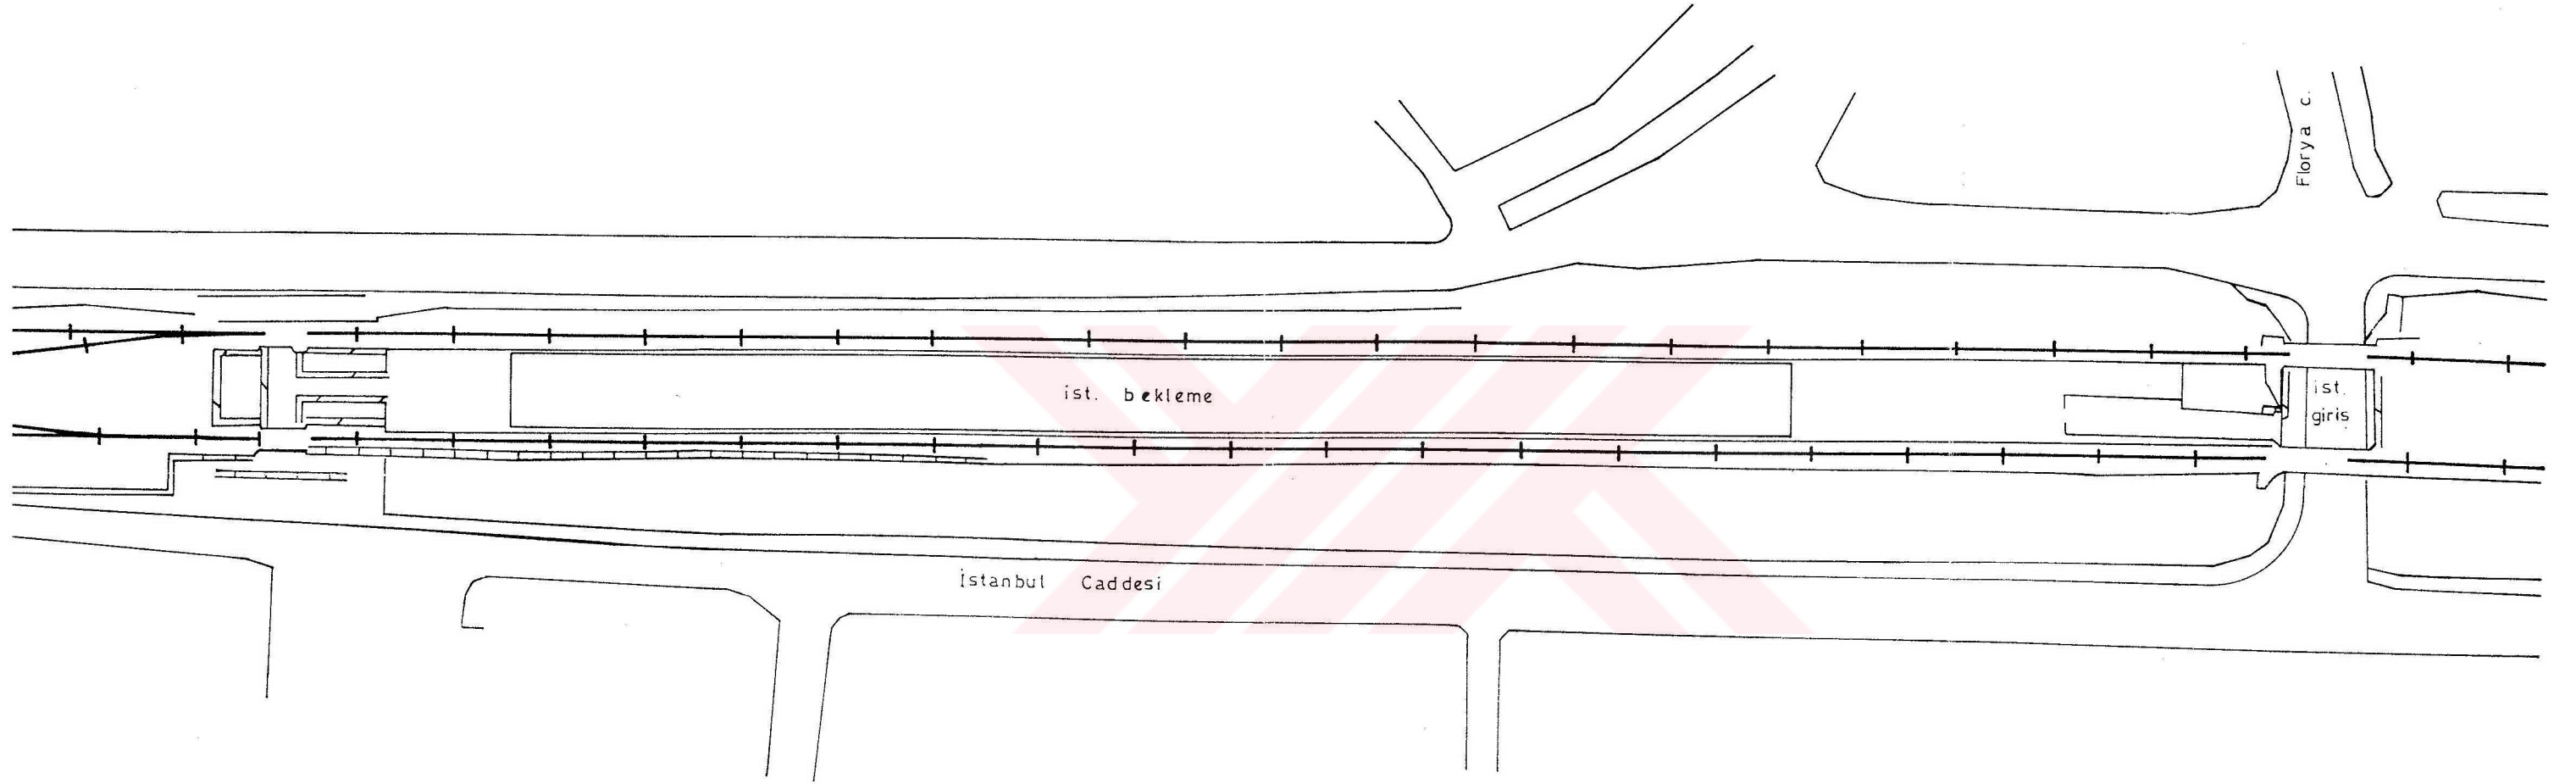 Florya c.
ist. bekleme
ist.
giris
İstanbul Caddesi